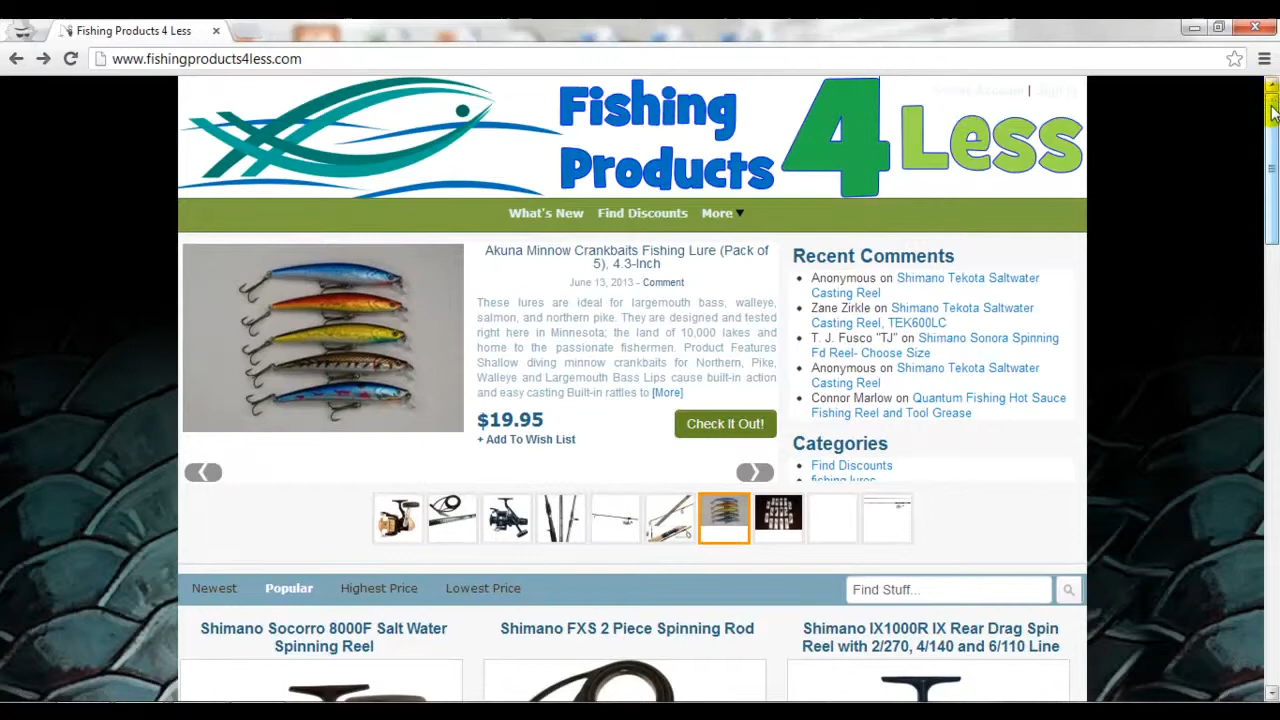 Fishing Products 4 Less
www.fishingproducts4less.com
Fishing
Products
4
Less
What's New Find Discounts More
Akuna Minnow Crankbaits Fishing Lure (Pack of
5), 4.3-Inch
June 13, 2013 - Comment
These lures are ideal for largemouth bass, walleye,
salmon, and northern pike. They are designed and tested
right here in Minnesota; the land of 10,000 lakes and
home to the passionate fishermen. Product Features
Shallow diving minnow crankbaits for Northern, Pike,
Walleye and Largemouth Bass Lips cause built-in action
and easy casting Built-in rattles to [More]
$19.95
+ Add To Wish List
Check It Out!
Recent Comments
Anonymous on Shimano Tekota Saltwater
Casting Reel
Zane Zirkle on Shimano Tekota Saltwater
Casting Reel, TEK600LC
T. J. Fusco "TJ" on Shimano Sonora Spinning
Fd Reel- Choose Size
Anonymous on Shimano Tekota Saltwater
Casting Reel
Connor Marlow on Quantum Fishing Hot Sauce
Fishing Reel and Tool Grease
Categories
Find Discounts
fishing lures
Newest Popular Highest Price Lowest Price
Find Stuff...
Shimano Socorro 8000F Salt Water
Spinning Reel
Shimano FXS 2 Piece Spinning Rod
Shimano IX1000R IX Rear Drag Spin
Reel with 2/270, 4/140 and 6/110 Line